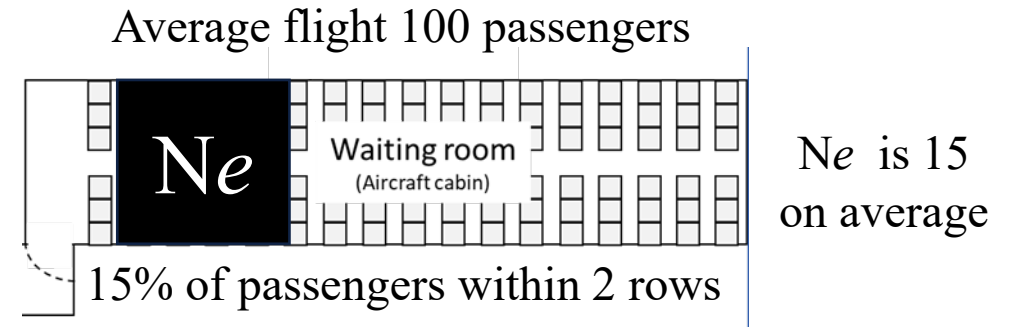 Average flight 100 passengers
Ne
Waiting room
(Aircraft cabin)
Ne is 15
on average
15% of passengers within 2 rows